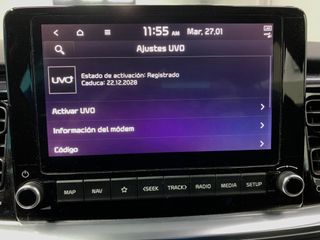 11:55 AM Mar, 27.01
Ajustes UVO
UVO
Estado de activación: Registrado
Caduca: 22.12.2028
Activar UVO
Información del módem
Código
MAP NAV SEEK TRACK RADIO MEDIA SETUP